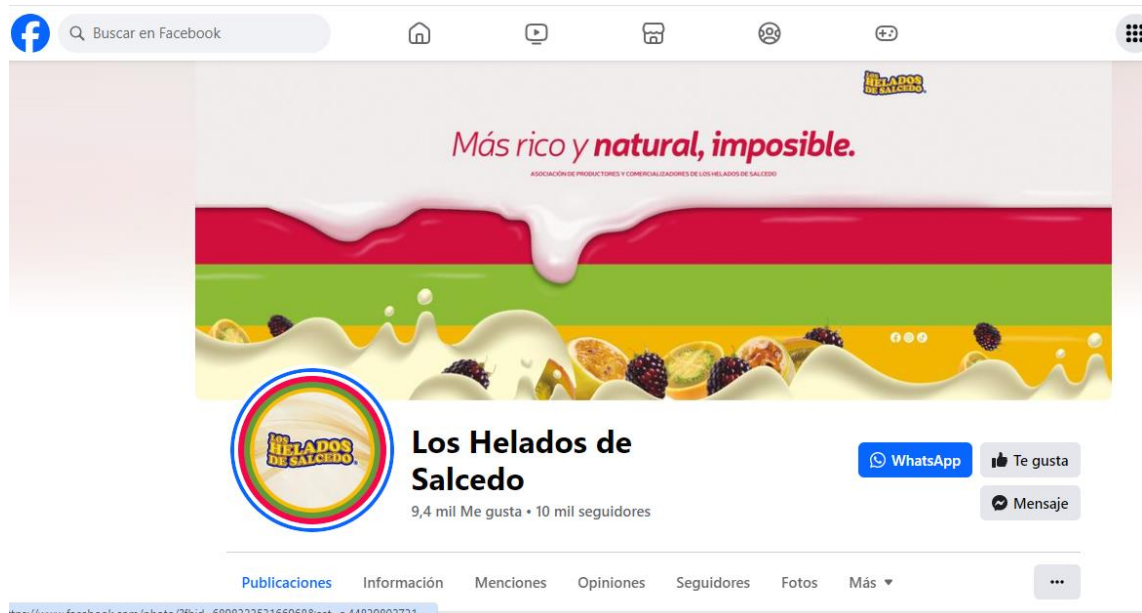 Buscar en Facebook
LOS HELADOS DE SALCEDO
Más rico y natural, imposible.
ASOCIACIÓN DE PRODUCTORES Y COMERCIALIZADORES DE LOS HELADOS DE SALCEDO
LOS
HELADOS
DE SALCEDO
Los Helados de
Salcedo
9,4 mil Me gusta • 10 mil seguidores
WhatsApp
Te gusta
Mensaje
Publicaciones Información Menciones Opiniones Seguidores Fotos Más